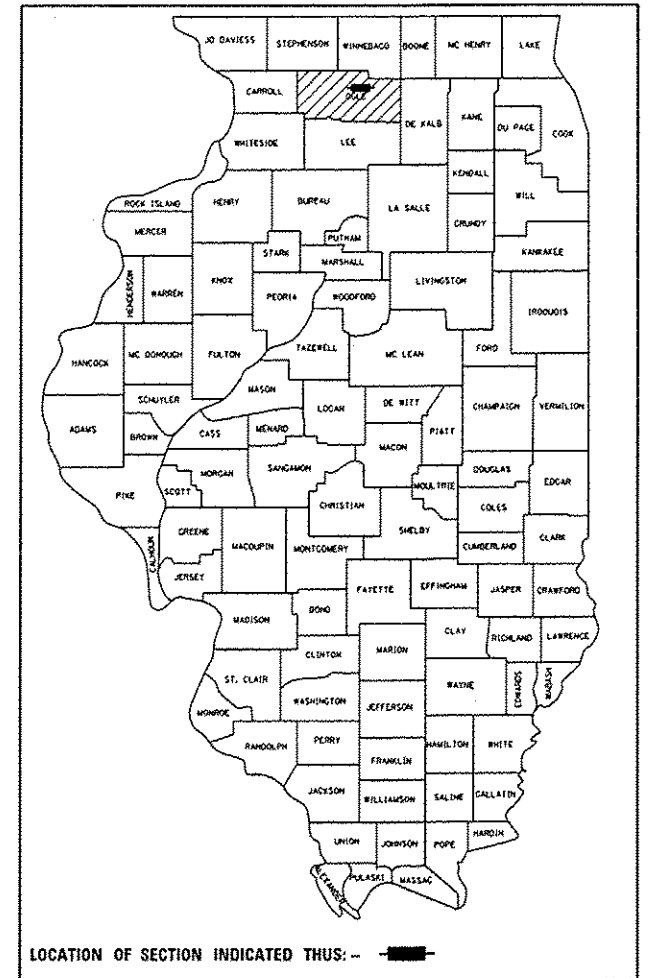 JO DAVIESS STEPHENSON WINNEBAGO BOONE MC HENRY LAKE
CARROLL OGLE
DE KALB KANE DU PAGE COOK
WHITESIDE LEE
KENDALL WILL
ROCK ISLAND HENRY BUREAU LA SALLE GRUNDY
MERCER PUTNAM KANKAKEE
STARK MARSHALL
HENDERSON WARREN KNOX PEORIA WOODFORD LIVINGSTON IROQUOIS
HANCOCK MC DONOUGH FULTON TAZEWELL MC LEAN FORD
MASON
SCHUYLER LOGAN DE WITT CHAMPAIGN VERMILION
ADAMS BROWN CASS MENARD MACON PIATT
MORGAN SANGAMON DOUGLAS EDGAR
PIKE SCOTT CHRISTIAN MOULTRIE COLES
GREENE SHELBY
CALHOUN MACOUPIN MONTGOMERY CUMBERLAND CLARK
JERSEY FAYETTE EFFINGHAM JASPER CRAWFORD
MADISON BOND
CLAY RICHLAND LAWRENCE
CLINTON MARION
ST. CLAIR WAYNE EDWARDS WABASH
WASHINGTON JEFFERSON
MONROE
RANDOLPH PERRY HAMILTON WHITE
FRANKLIN
JACKSON WILLIAMSON SALINE GALLATIN
UNION JOHNSON POPE HARDIN
ALEXANDER PULASKI MASSAC
LOCATION OF SECTION INDICATED THUS: -